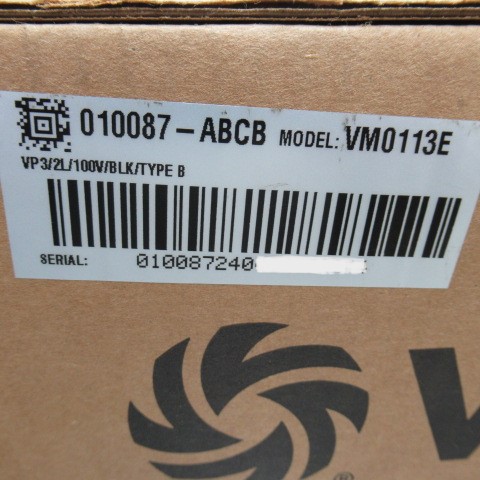 010087-ABCB MODEL: VM0113E
VP3/2L/100V/BLK/TYPE B
SERIAL: 010087240
®